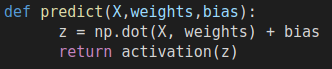 def predict(X,weights,bias):
    z = np.dot(X, weights) + bias
    return activation(z)